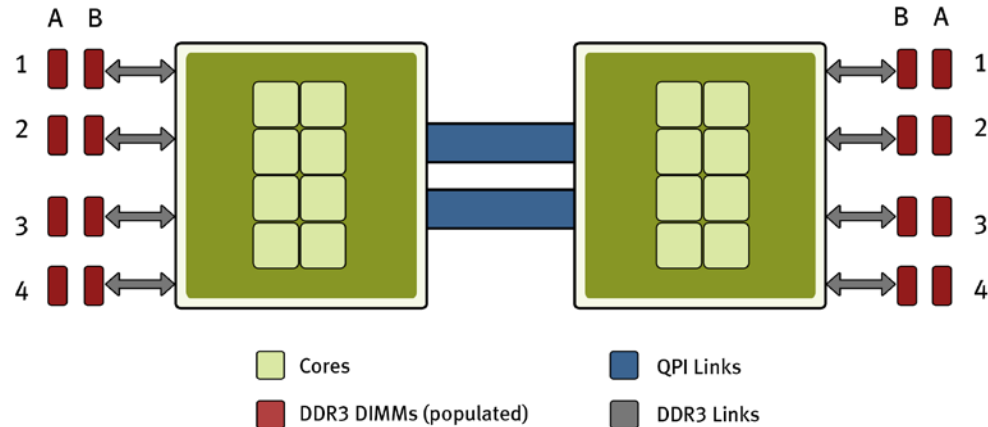 A B B A
1 1
2 2
3 3
4 4
Cores QPI Links
DDR3 DIMMs (populated) DDR3 Links